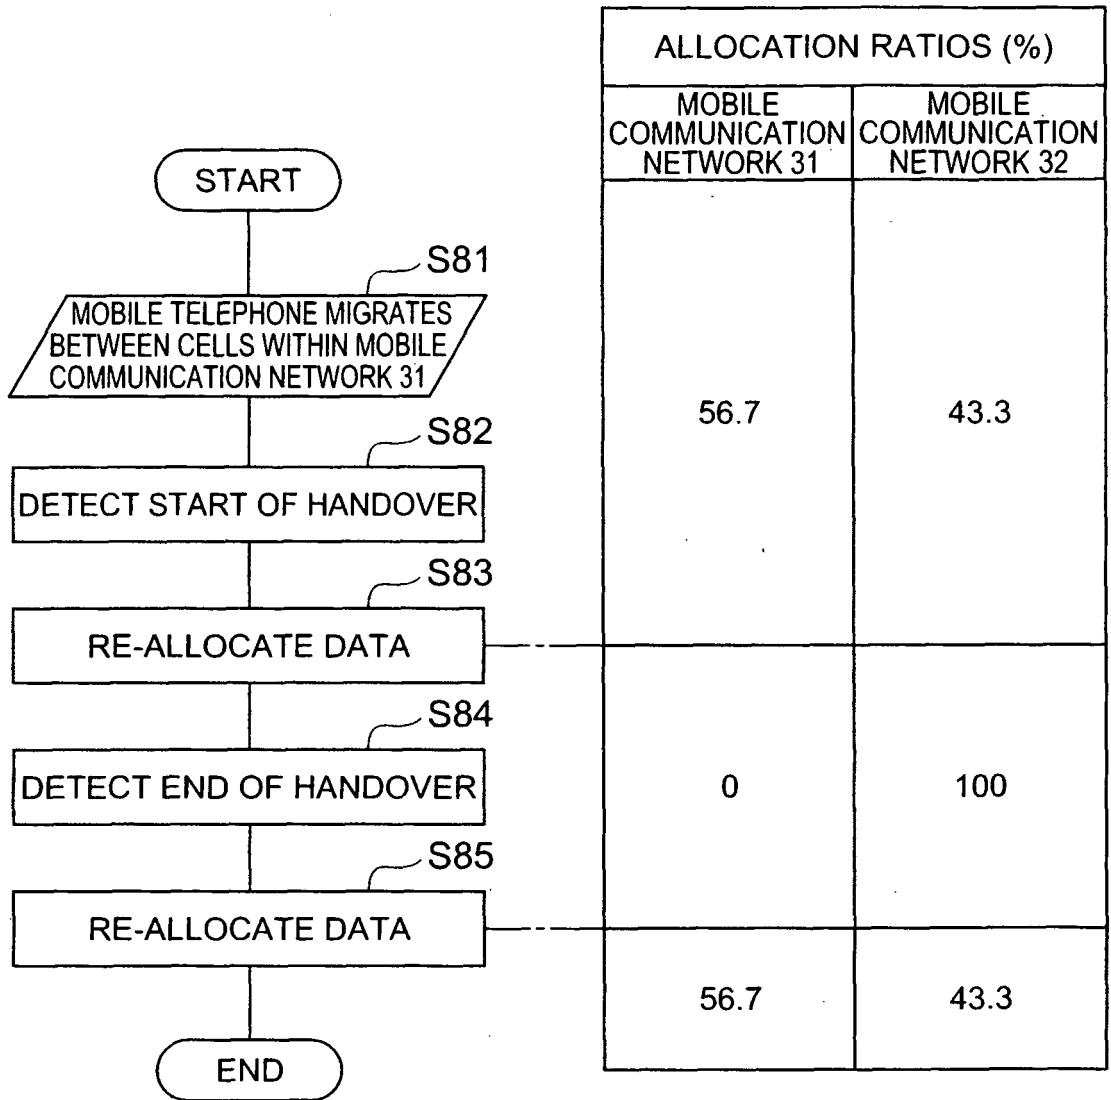 START
S81
MOBILE TELEPHONE MIGRATES
BETWEEN CELLS WITHIN MOBILE
COMMUNICATION NETWORK 31
S82
DETECT START OF HANDOVER
S83
RE-ALLOCATE DATA
S84
DETECT END OF HANDOVER
S85
RE-ALLOCATE DATA
END
ALLOCATION RATIOS (%)
MOBILE
COMMUNICATION
NETWORK 31
MOBILE
COMMUNICATION
NETWORK 32
56.7
43.3
0
100
56.7
43.3